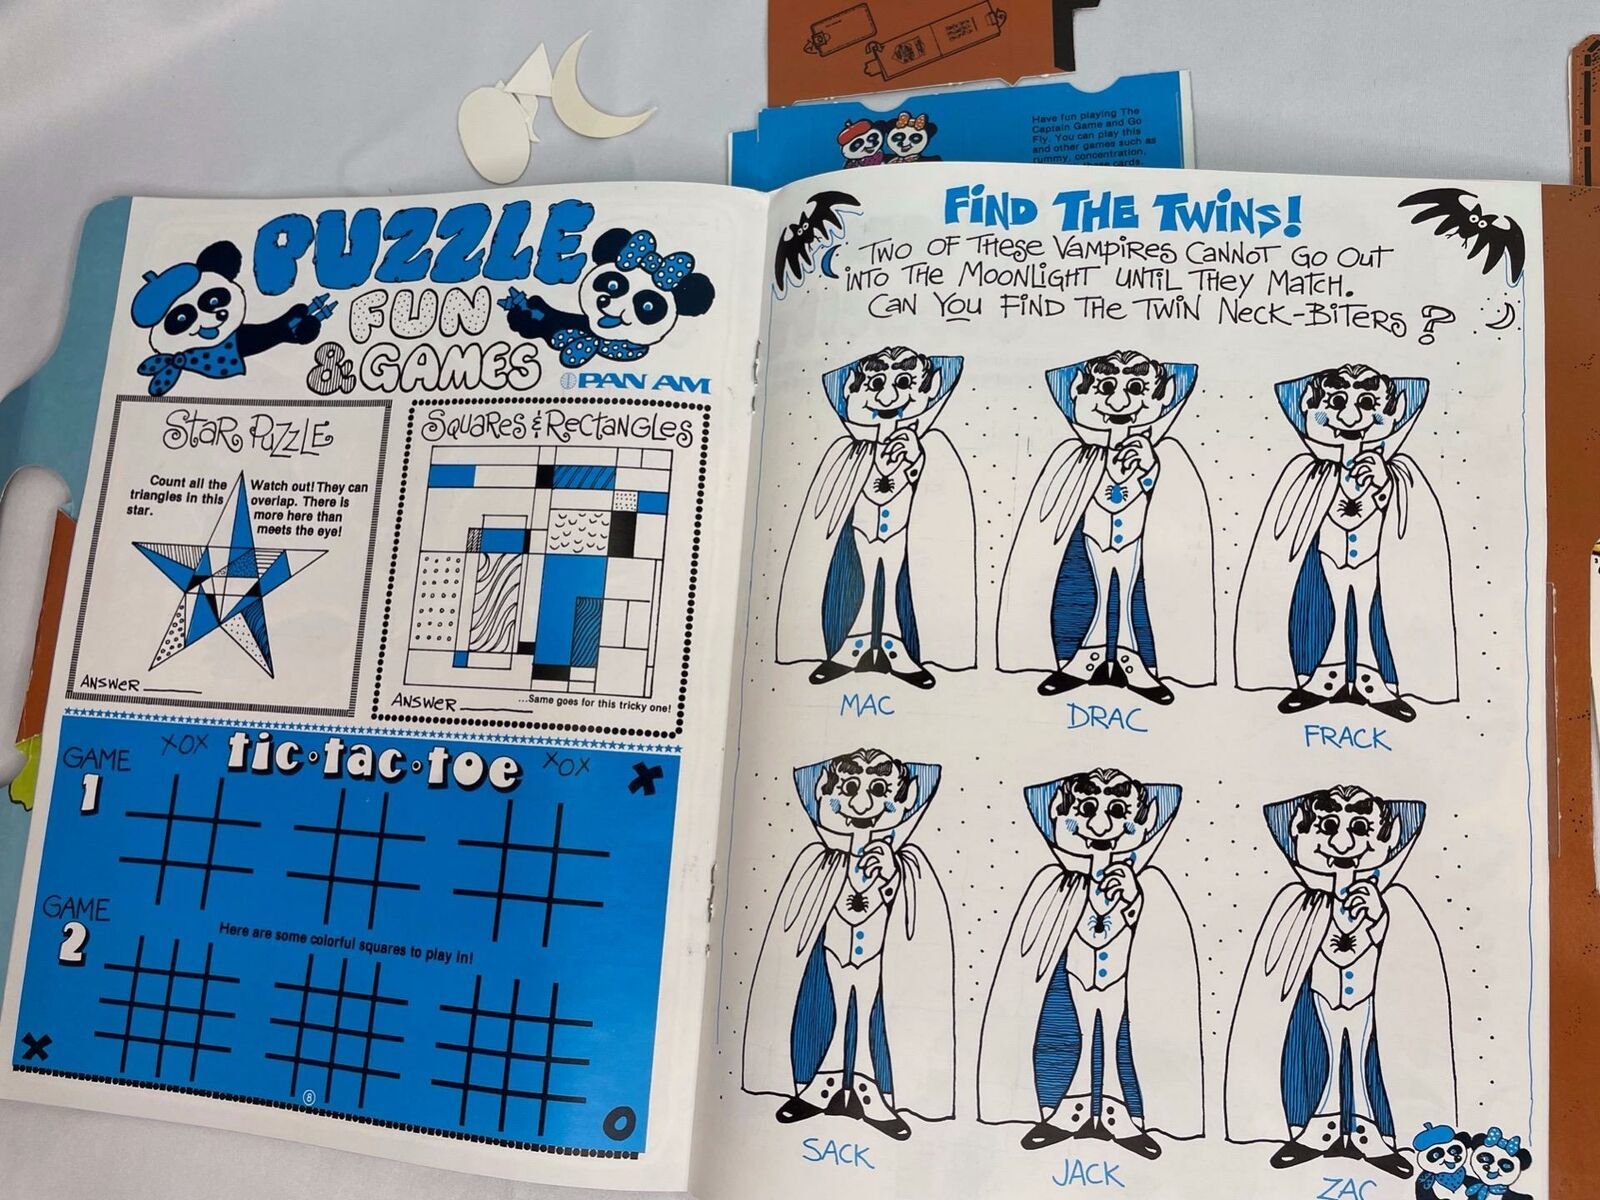 Have fun playing The
Captain Game and Go
Fly. You can play this
and other games such as
rummy, concentration,
these cards.
PUZZLE
FUN
& GAMES
PAN AM
STAR PUZZLE
Count all the
triangles in this
star.
Watch out! They can
overlap. There is
more here than
meets the eye!
ANSWER
SQUARES & RECTANGLES
ANSWER
...Same goes for this tricky one!
GAME
1
XOX
tic·tac·toe
XOX
X
GAME
2
Here are some colorful squares to play in!
X
8
O
FIND THE TWINS!
TWO OF THESE VAMPIRES CANNOT GO OUT
INTO THE MOONLIGHT UNTIL THEY MATCH.
CAN YOU FIND THE TWIN NECK-BITERS?
MAC
DRAC
FRACK
SACK
JACK
ZAC